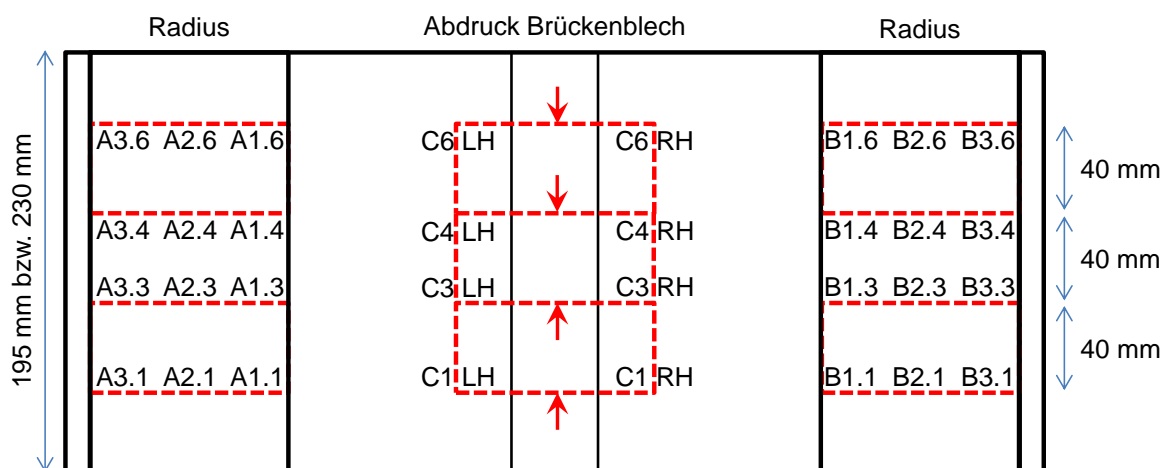 Radius Abdruck Brückenblech Radius
A3.6 A2.6 A1.6 C6 LH C6 RH B1.6 B2.6 B3.6
40 mm
A3.4 A2.4 A1.4 C4 LH C4 RH B1.4 B2.4 B3.4
40 mm
A3.3 A2.3 A1.3 C3 LH C3 RH B1.3 B2.3 B3.3
40 mm
A3.1 A2.1 A1.1 C1 LH C1 RH B1.1 B2.1 B3.1
195 mm bzw. 230 mm